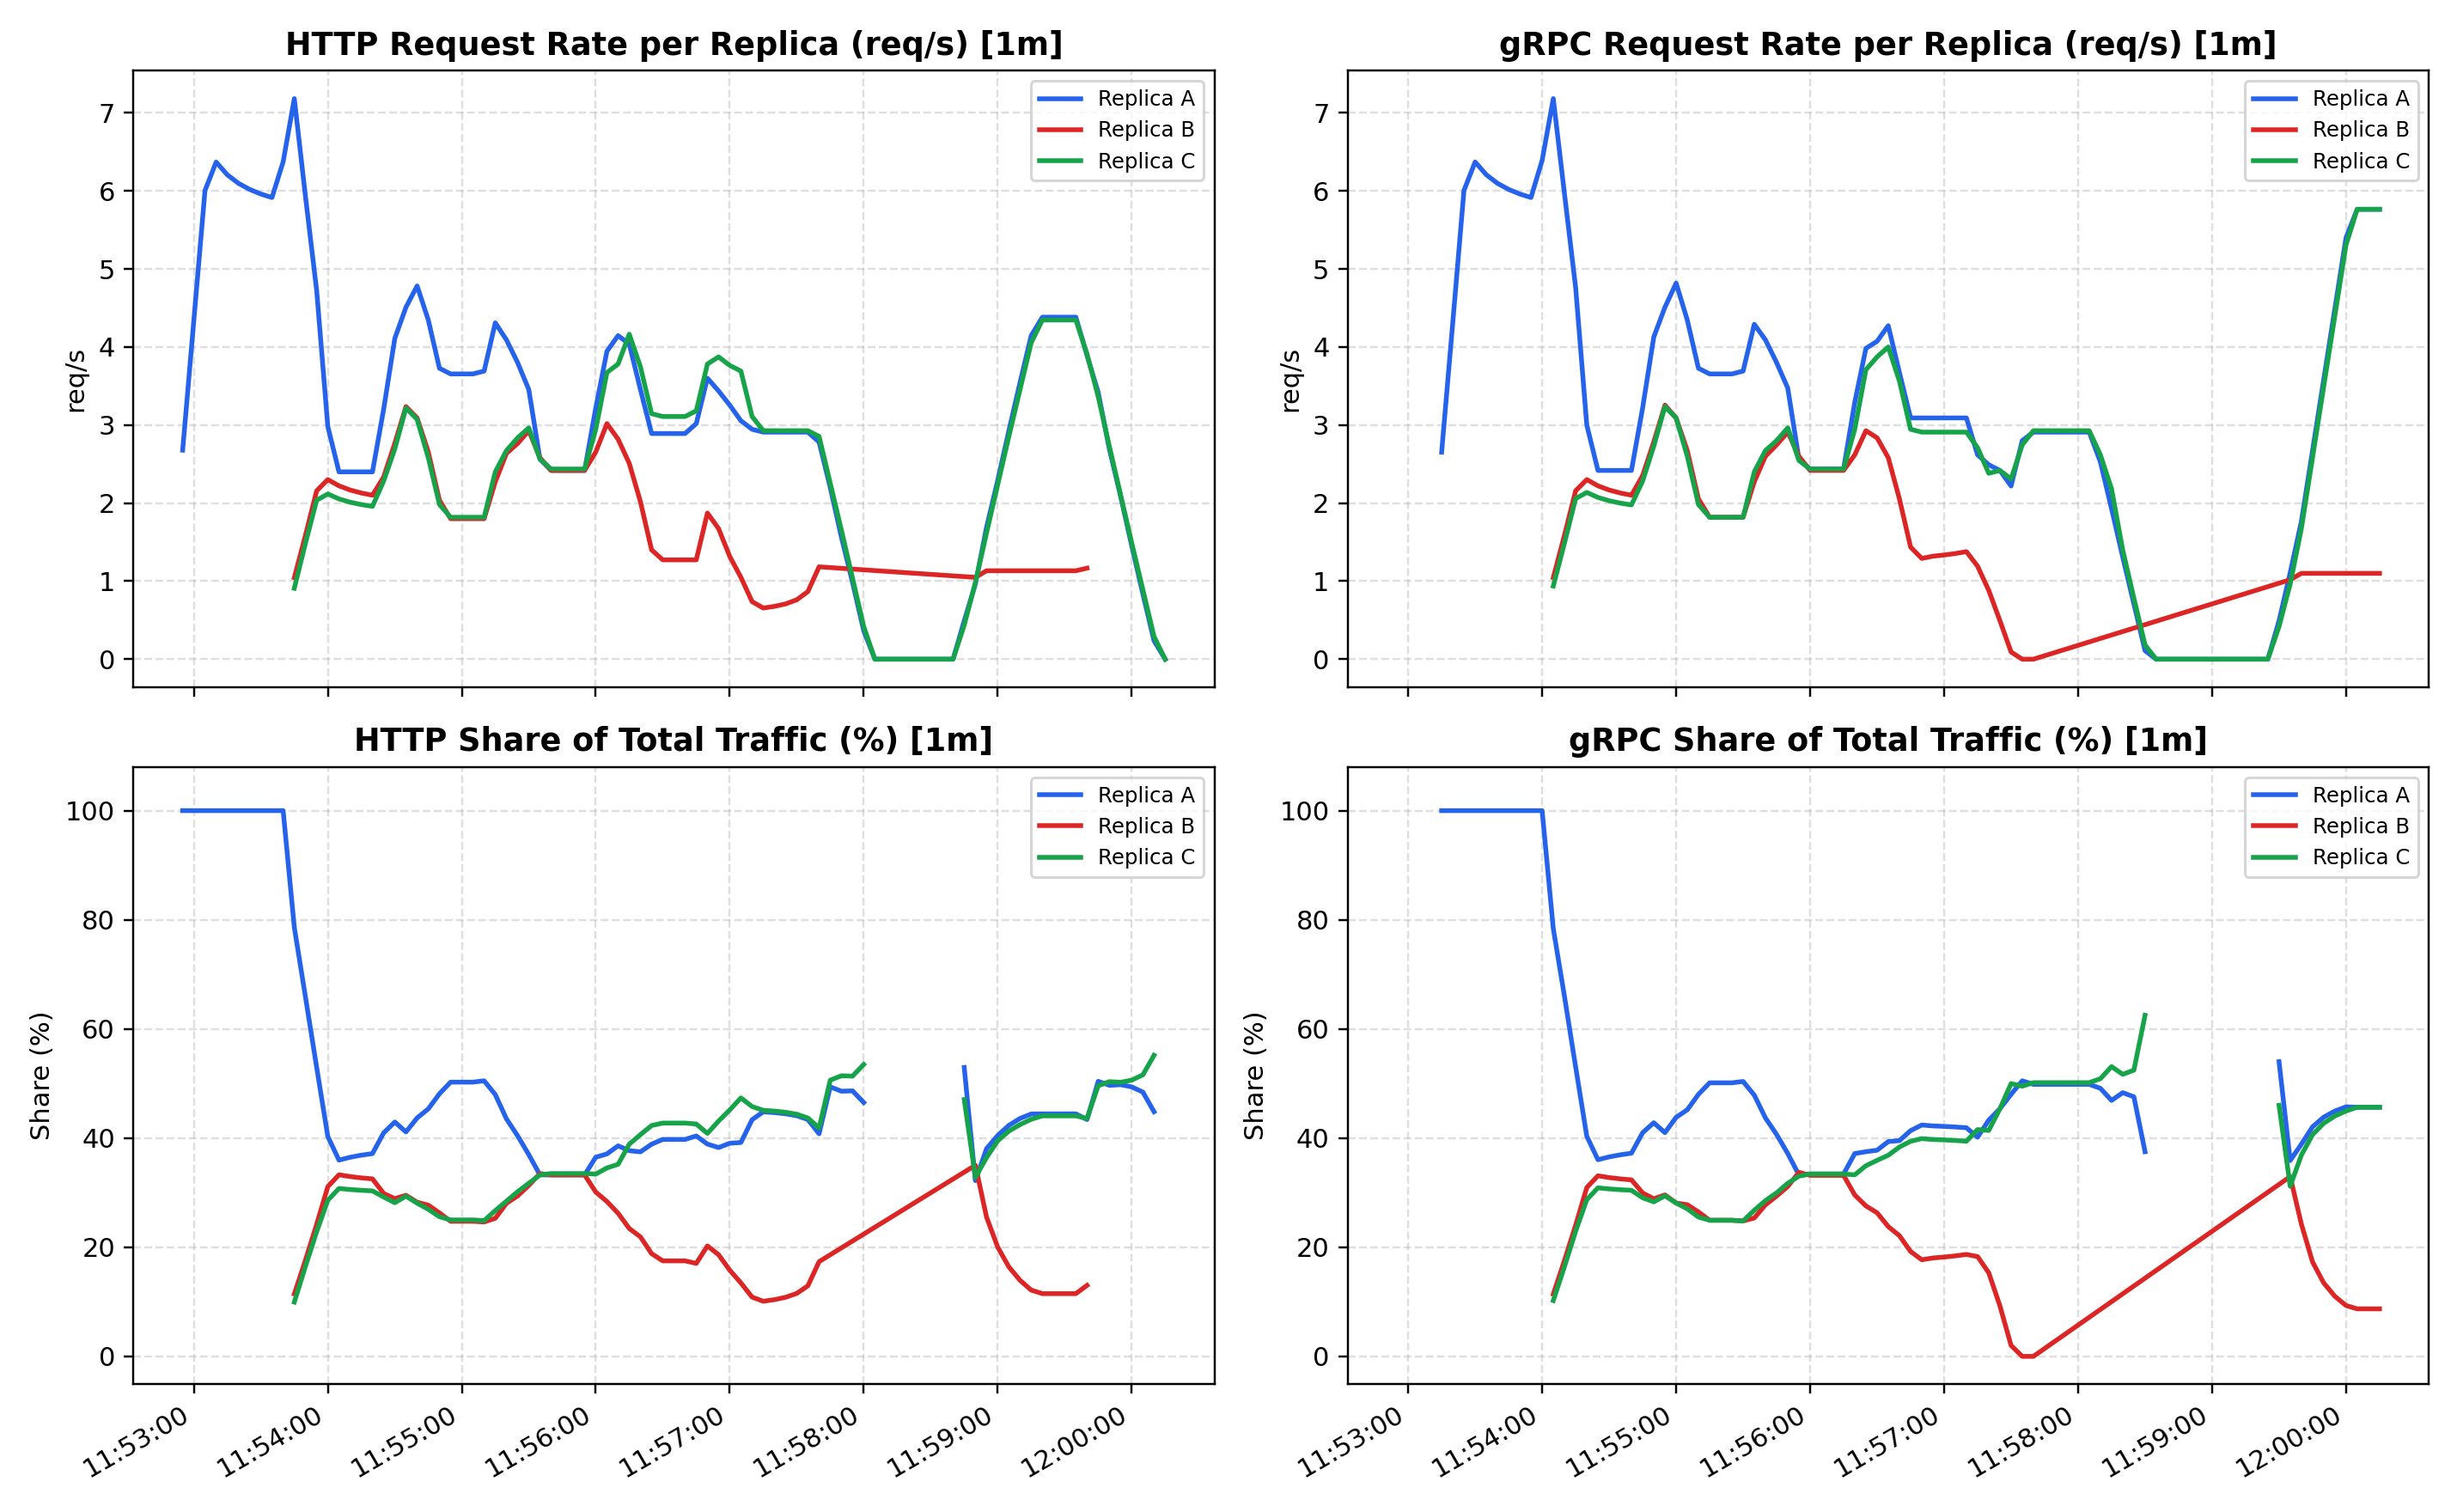 HTTP Request Rate per Replica (req/s) [1m]
req/s
7
6
5
4
3
2
1
0
Replica A
Replica B
Replica C
gRPC Request Rate per Replica (req/s) [1m]
req/s
7
6
5
4
3
2
1
0
Replica A
Replica B
Replica C
HTTP Share of Total Traffic (%) [1m]
Share (%)
100
80
60
40
20
0
Replica A
Replica B
Replica C
11:53:00
11:54:00
11:55:00
11:56:00
11:57:00
11:58:00
11:59:00
12:00:00
gRPC Share of Total Traffic (%) [1m]
Share (%)
100
80
60
40
20
0
Replica A
Replica B
Replica C
11:53:00
11:54:00
11:55:00
11:56:00
11:57:00
11:58:00
11:59:00
12:00:00